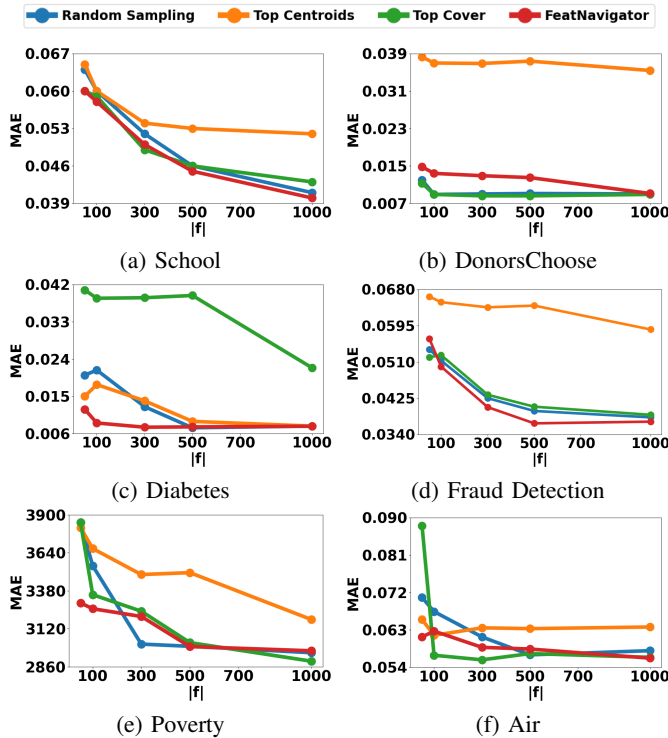 Random Sampling Top Centroids Top Cover FeatNavigator
0.067
0.060
0.053
0.046
0.039
MAE
100 300 500 700 1000
|f|
(a) School
0.039
0.031
0.023
0.015
0.007
MAE
100 300 500 700 1000
|f|
(b) DonorsChoose
0.042
0.033
0.024
0.015
0.006
MAE
100 300 500 700 1000
|f|
(c) Diabetes
0.0680
0.0595
0.0510
0.0425
0.0340
MAE
100 300 500 700 1000
|f|
(d) Fraud Detection
3900
3640
3380
3120
2860
MAE
100 300 500 700 1000
|f|
(e) Poverty
0.090
0.081
0.072
0.063
0.054
MAE
100 300 500 700 1000
|f|
(f) Air